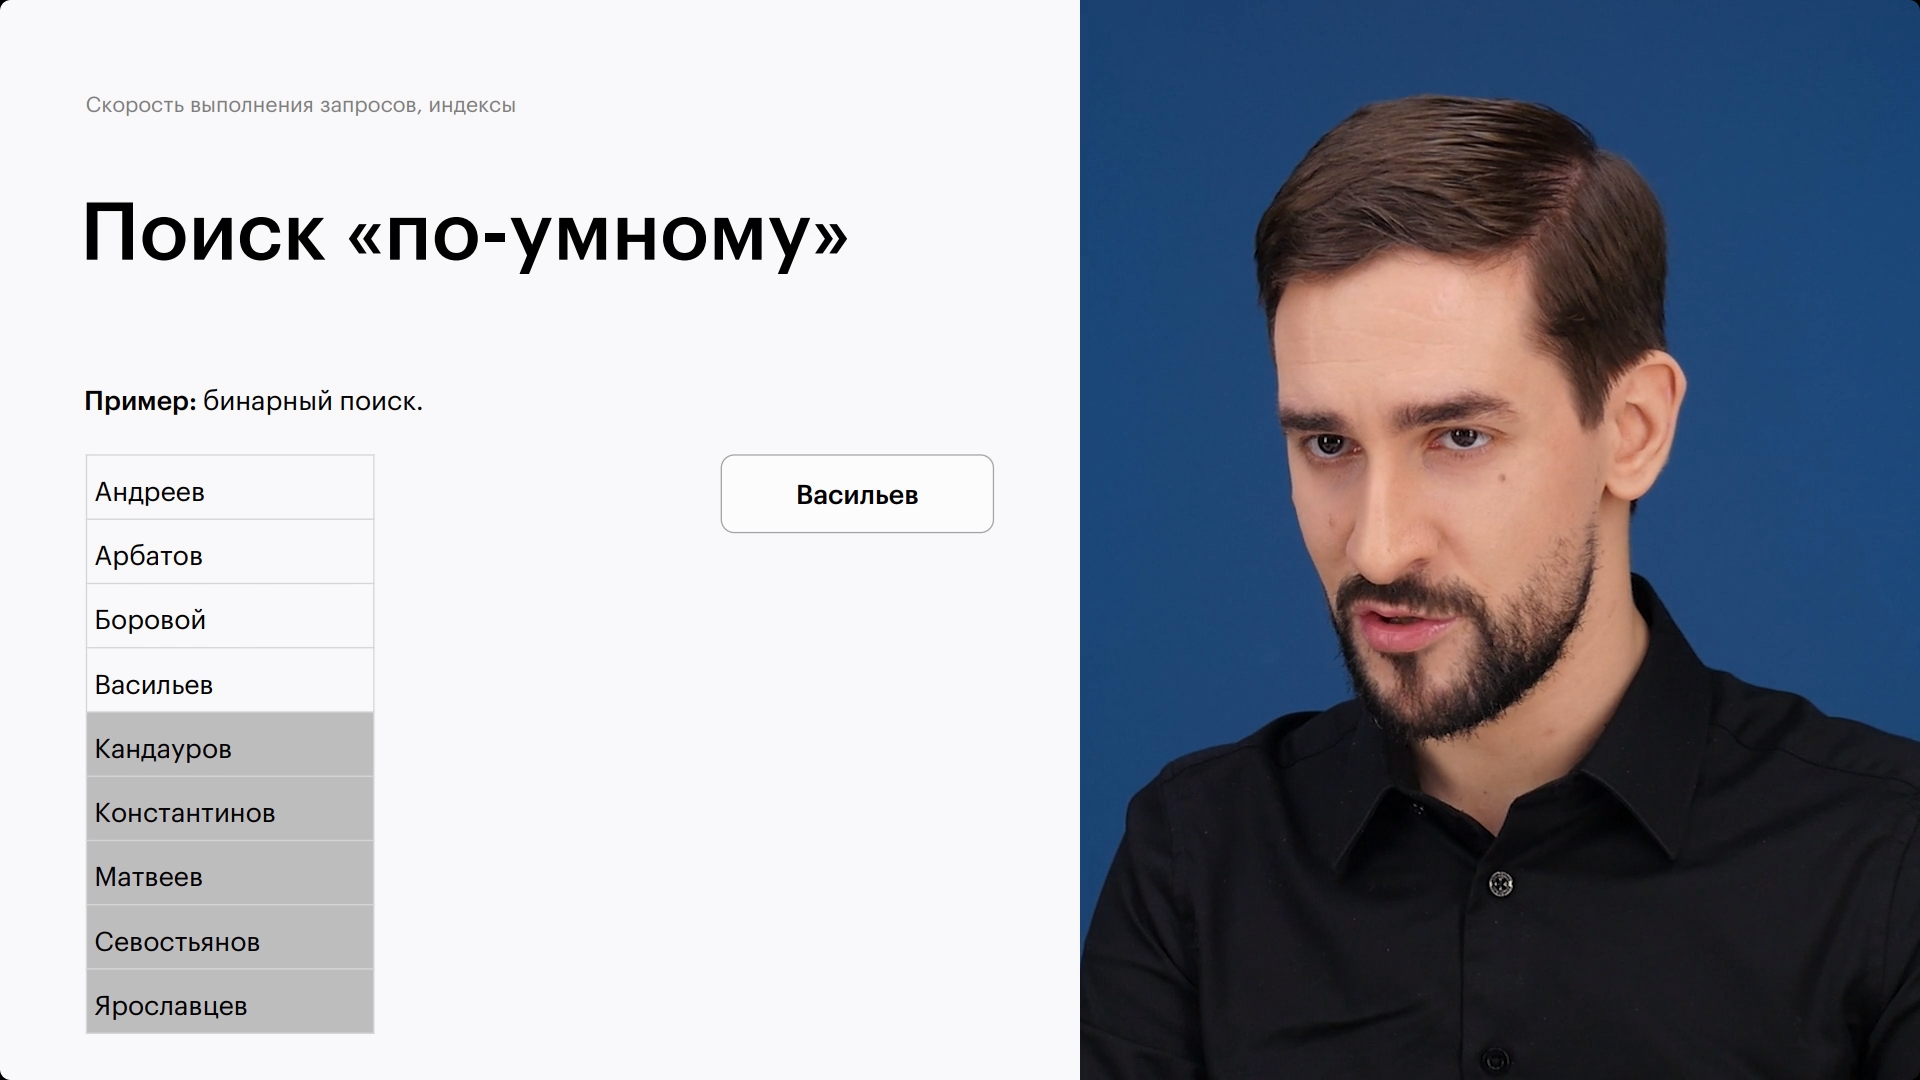 Скорость выполнения запросов, индексы
Поиск «по-умному»
Пример: бинарный поиск.
Андреев
Арбатов
Боровой
Васильев
Кандауров
Константинов
Матвеев
Севостьянов
Ярославцев
Васильев